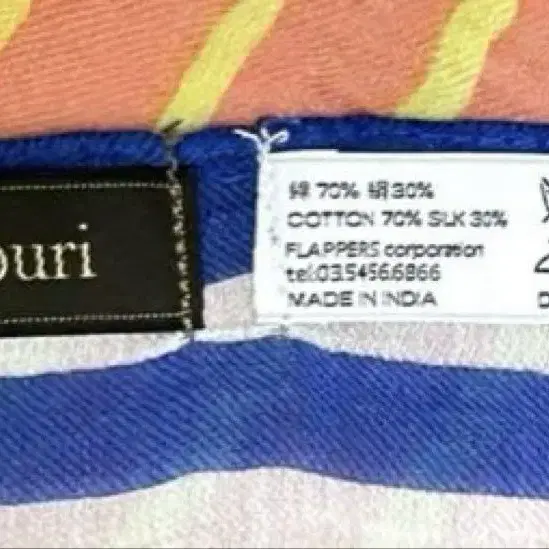 ouri
綿 70% 絹 30%
COTTON 70% SILK 30%
FLAPPERS corporation
tel:03.5456.6866
MADE IN INDIA
D